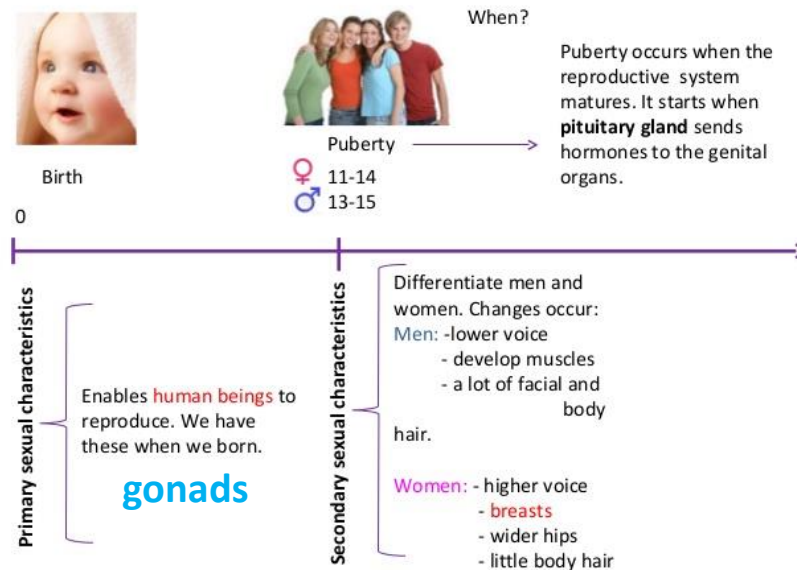 When?
Puberty occurs when the
reproductive system
matures. It starts when
pituitary gland sends
hormones to the genital
organs.
Birth
Puberty
♀ 11-14
♂ 13-15
0
Primary sexual characteristics
Enables human beings to
reproduce. We have
these when we born.
gonads
Secondary sexual characteristics
Differentiate men and
women. Changes occur:
Men: -lower voice
- develop muscles
- a lot of facial and
body
hair.
Women: - higher voice
- breasts
- wider hips
- little body hair